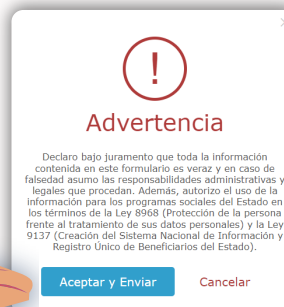 Advertencia
Declaro bajo juramento que toda la información
contenida en este formulario es veraz y en caso de
falsedad asumo las responsabilidades administrativas y
legales que procedan. Además, autorizo el uso de la
información para los programas sociales del Estado en
los términos de la Ley 8968 (Protección de la persona
frente al tratamiento de sus datos personales) y la Ley
9137 (Creación del Sistema Nacional de Información y
Registro Único de Beneficiarios del Estado).
Aceptar y Enviar Cancelar